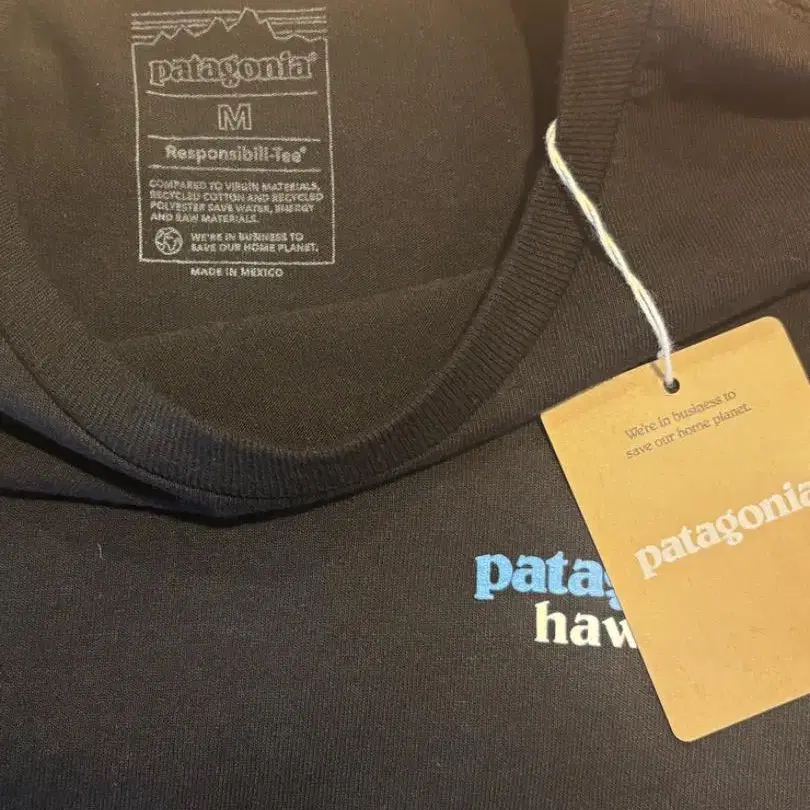 patagonia®
M
Responsibili-Tee®
COMPARED TO VIRGIN MATERIALS,
RECYCLED COTTON AND RECYCLED
POLYESTER SAVE WATER, ENERGY
AND RAW MATERIALS.
WE'RE IN BUSINESS TO
SAVE OUR HOME PLANET.
MADE IN MEXICO
We're in business to
save our home planet.
patagonia
patag
haw